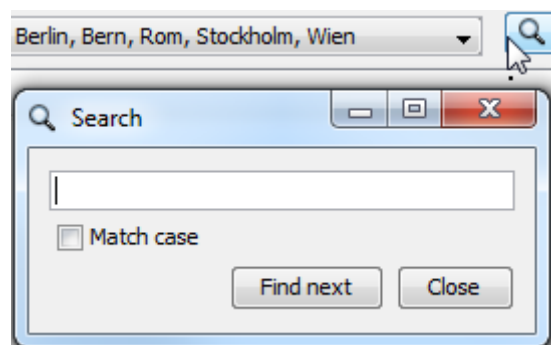 Berlin, Bern, Rom, Stockholm, Wien
Search
Match case
Find next Close